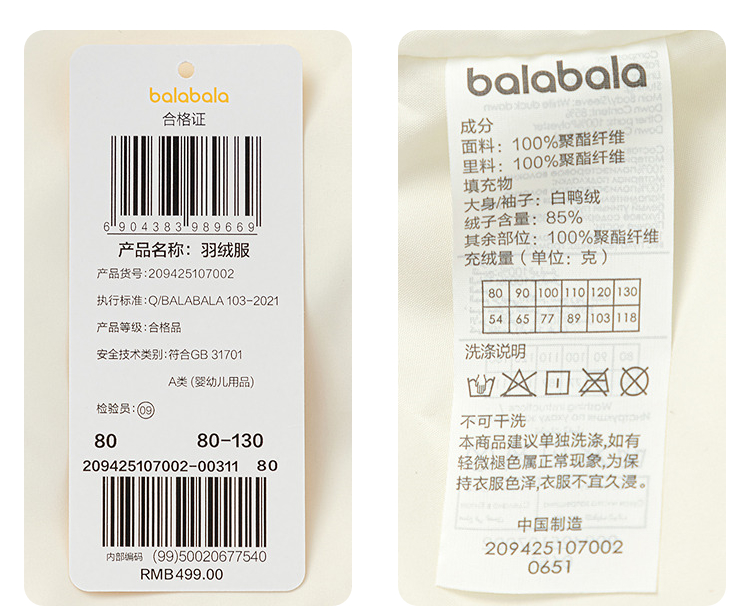 balabala
合格证
6 904383 989669
产品名称: 羽绒服
产品货号:209425107002
执行标准:Q/BALABALA 103-2021
产品等级:合格品
安全技术类别:符合GB 31701
A类 (婴幼儿用品)
检验员:09
80 80-130
209425107002-00311 80
内部编码 (99)50020677540
RMB499.00
balabala
成分
面料: 100%聚酯纤维
里料: 100%聚酯纤维
填充物
大身/袖子: 白鸭绒
绒子含量: 85%
其余部位: 100%聚酯纤维
充绒量 (单位: 克)
80 90 100 110 120 130
54 65 77 89 103 118
洗涤说明
不可干洗
本商品建议单独洗涤,如有
轻微褪色属正常现象,为保
持衣服色泽,衣服不宜久浸。
中国制造
209425107002
0651